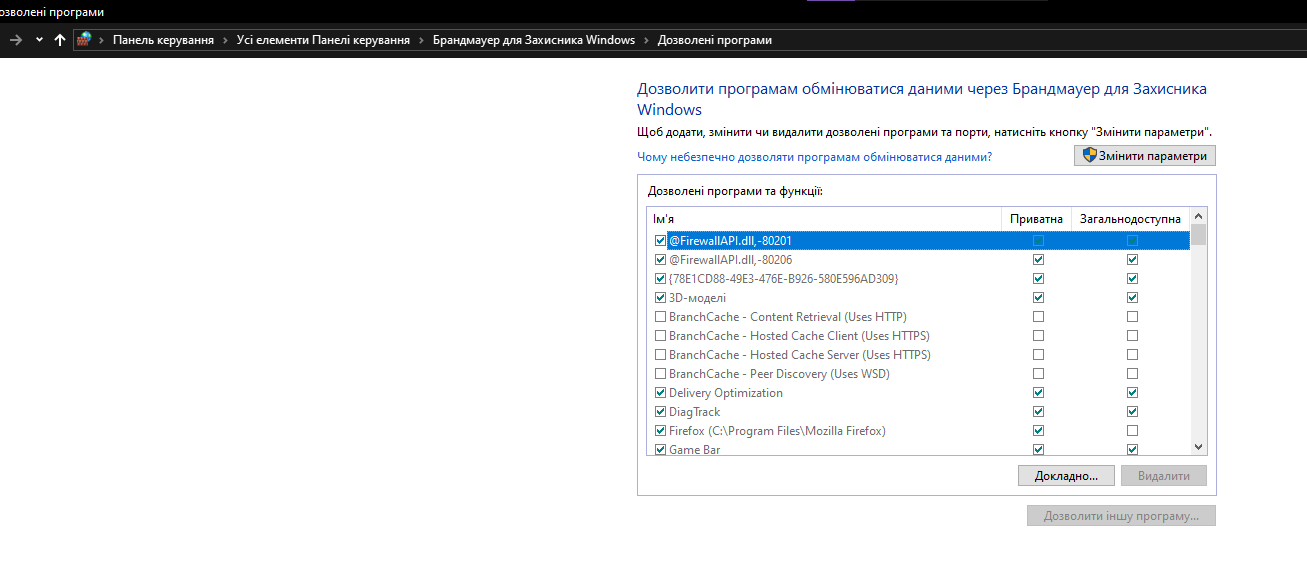 озволені програми
Панель керування › Усі елементи Панелі керування › Брандмауер для Захисника Windows › Дозволені програми
Дозволити програмам обмінюватися даними через Брандмауер для Захисника
Windows
Щоб додати, змінити чи видалити дозволені програми та порти, натисніть кнопку "Змінити параметри".
Чому небезпечно дозволяти програмам обмінюватися даними? Змінити параметри
Дозволені програми та функції:
Ім'я Приватна Загальнодоступна
@FirewallAPI.dll,-80201
@FirewallAPI.dll,-80206
{78E1CD88-49E3-476E-B926-580E596AD309}
3D-моделі
BranchCache - Content Retrieval (Uses HTTP)
BranchCache - Hosted Cache Client (Uses HTTPS)
BranchCache - Hosted Cache Server (Uses HTTPS)
BranchCache - Peer Discovery (Uses WSD)
Delivery Optimization
DiagTrack
Firefox (C:\Program Files\Mozilla Firefox)
Game Bar
Докладно... Видалити
Дозволити іншу програму...